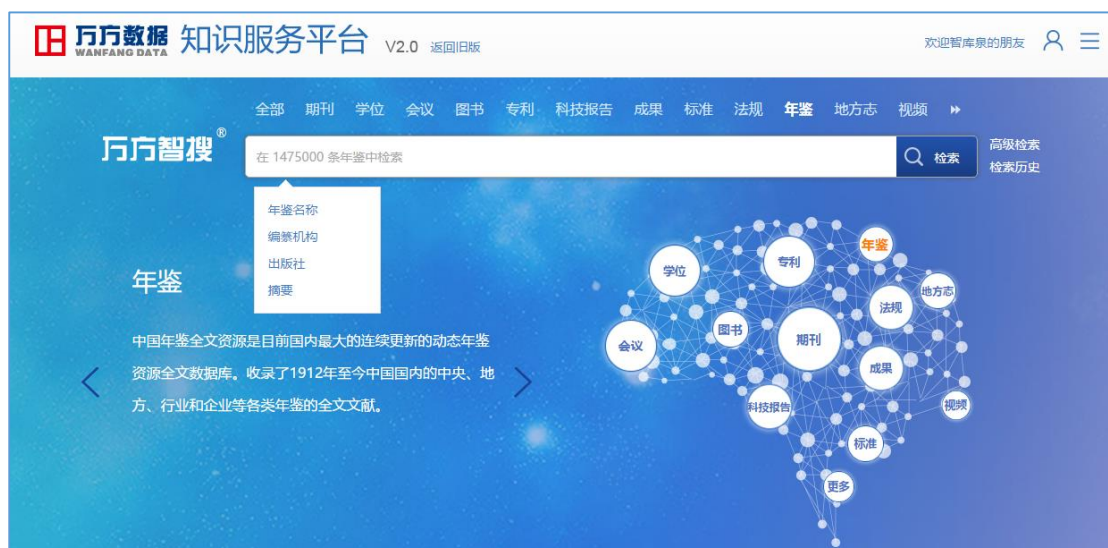 万方数据 知识服务平台 V2.0 返回旧版
WANFANG DATA
欢迎智库泉的朋友
全部 期刊 学位 会议 图书 专利 科技报告 成果 标准 法规 年鉴 地方志 视频
万方智搜®
在 1475000 条年鉴中检索
检索
高级检索
检索历史
年鉴名称
编纂机构
出版社
摘要
年鉴
中国年鉴全文资源是目前国内最大的连续更新的动态年鉴
资源全文数据库。收录了1912年至今中国国内的中央、地
方、行业和企业等各类年鉴的全文文献。
年鉴
专利
学位
地方志
法规
图书
期刊
会议
成果
科技报告
视频
标准
更多